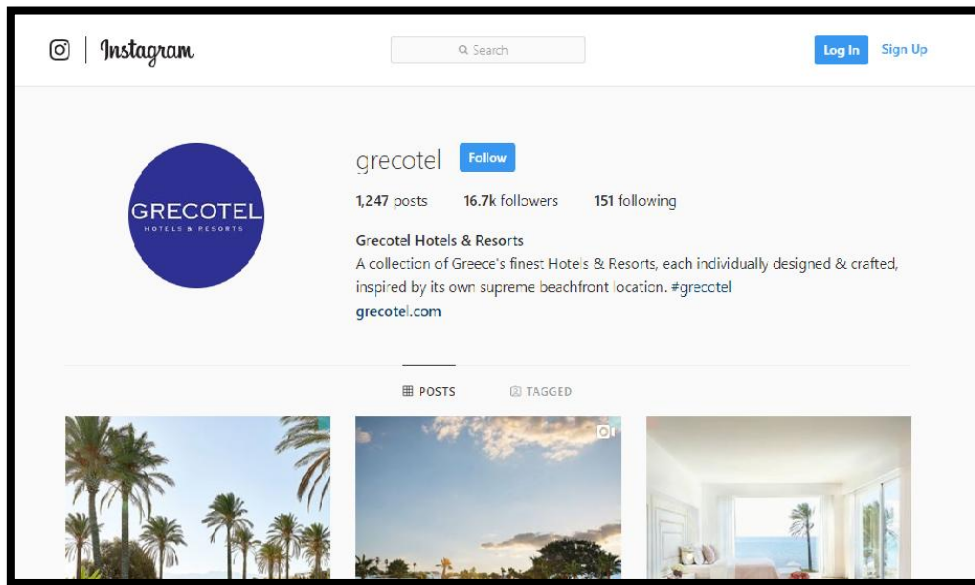 Instagram
Search
Log In
Sign Up
GRECOTEL
HOTELS & RESORTS
grecotel
Follow
1,247 posts
16.7k followers
151 following
Grecotel Hotels & Resorts
A collection of Greece's finest Hotels & Resorts, each individually designed & crafted,
inspired by its own supreme beachfront location. #grecotel
grecotel.com
POSTS
TAGGED